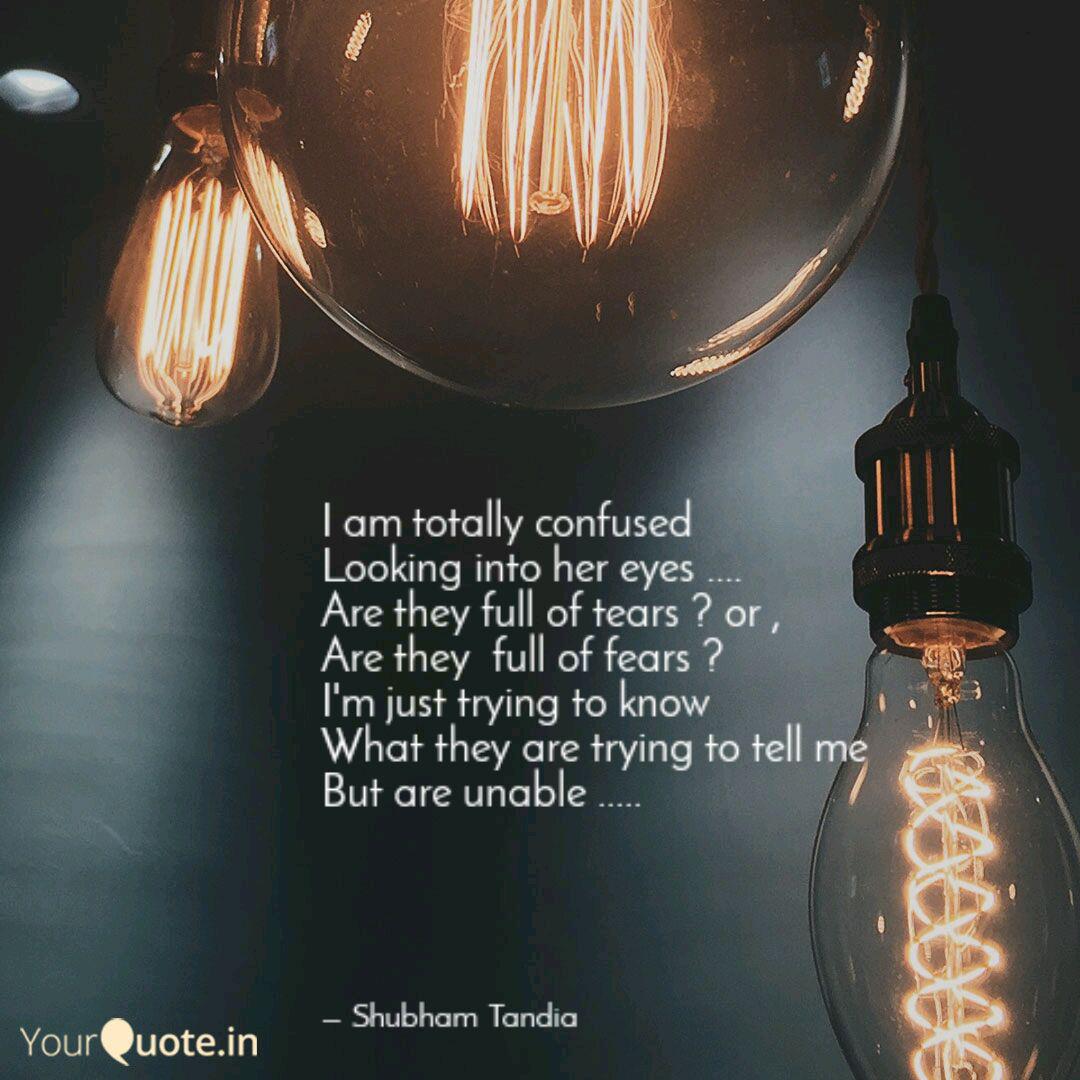 I am totally confused
Looking into her eyes ....
Are they full of tears ? or ,
Are they  full of fears ?
I'm just trying to know
What they are trying to tell me
But are unable .....
– Shubham Tandia
YourQuote.in